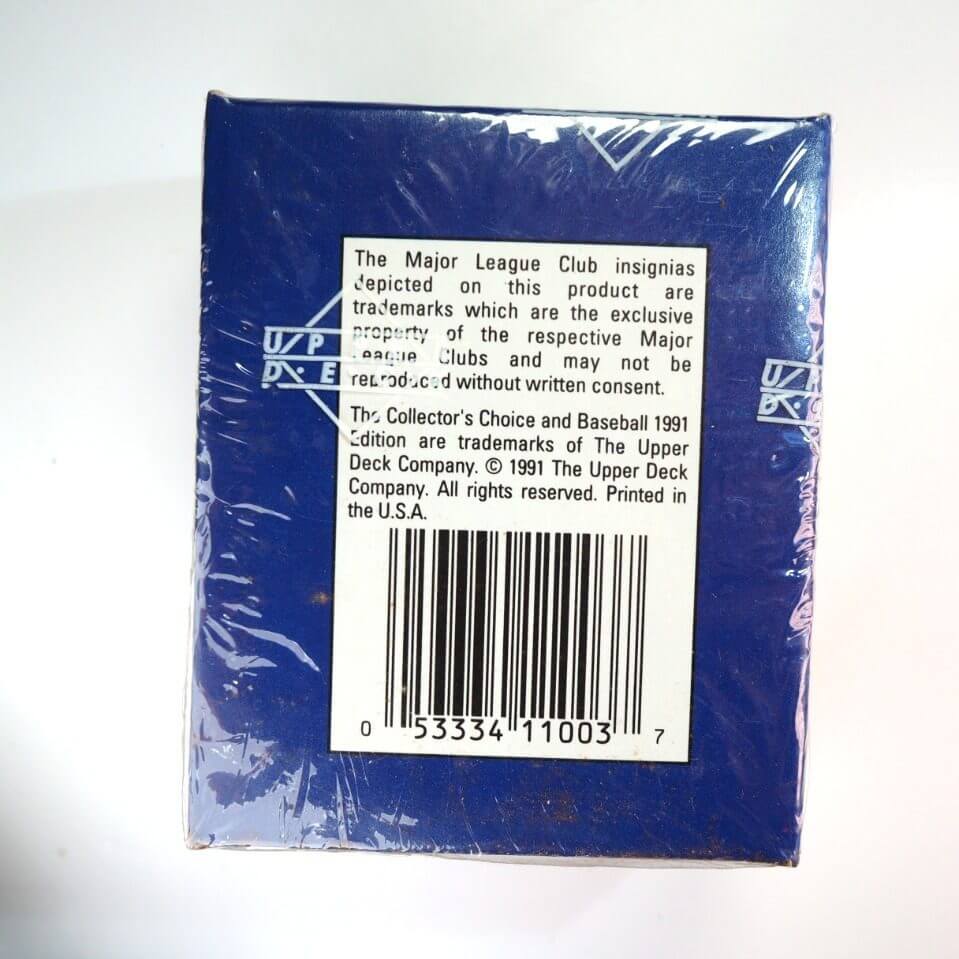 The Major League Club insignias
depicted on this product are
trademarks which are the exclusive
property of the respective Major
League Clubs and may not be
reproduced without written consent.
U/P
D·E
The Collector's Choice and Baseball 1991
Edition are trademarks of The Upper
Deck Company. © 1991 The Upper Deck
Company. All rights reserved. Printed in
the U.S.A.
0 53334 11003 7